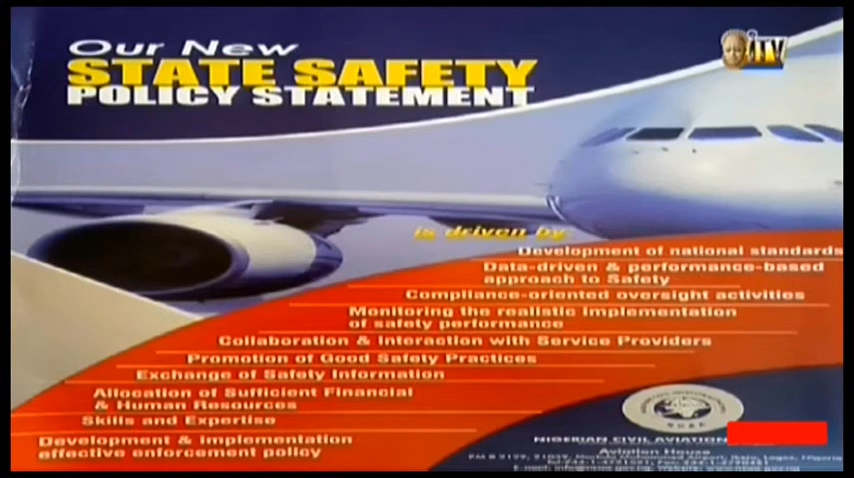 iTV
Our New
STATE SAFETY
POLICY STATEMENT
is driven by
Development of national standards
Data-driven & performance-based
approach to Safety
Compliance-oriented oversight activities
Monitoring the realistic implementation
of safety performance
Collaboration & Interaction with Service Providers
Promotion of Good Safety Practices
Exchange of Safety Information
Allocation of Sufficient Financial
& Human Resources
Skills and Expertise
Development & implementation
effective enforcement policy
NIGERIAN CIVIL AVIATION
Aviation House